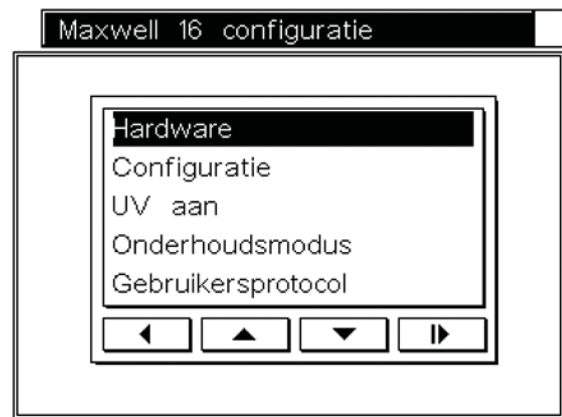 Maxwell 16 configuratie
Hardware
Configuratie
UV aan
Onderhoudsmodus
Gebruikersprotocol